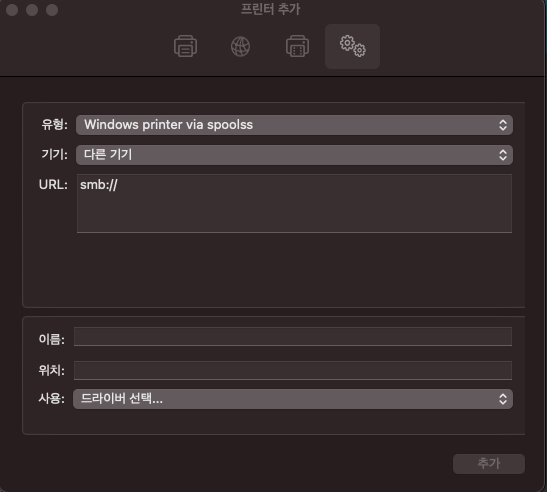 프린터 추가
유형: Windows printer via spoolss
기기: 다른 기기
URL: smb://
이름:
위치:
사용: 드라이버 선택...
추가